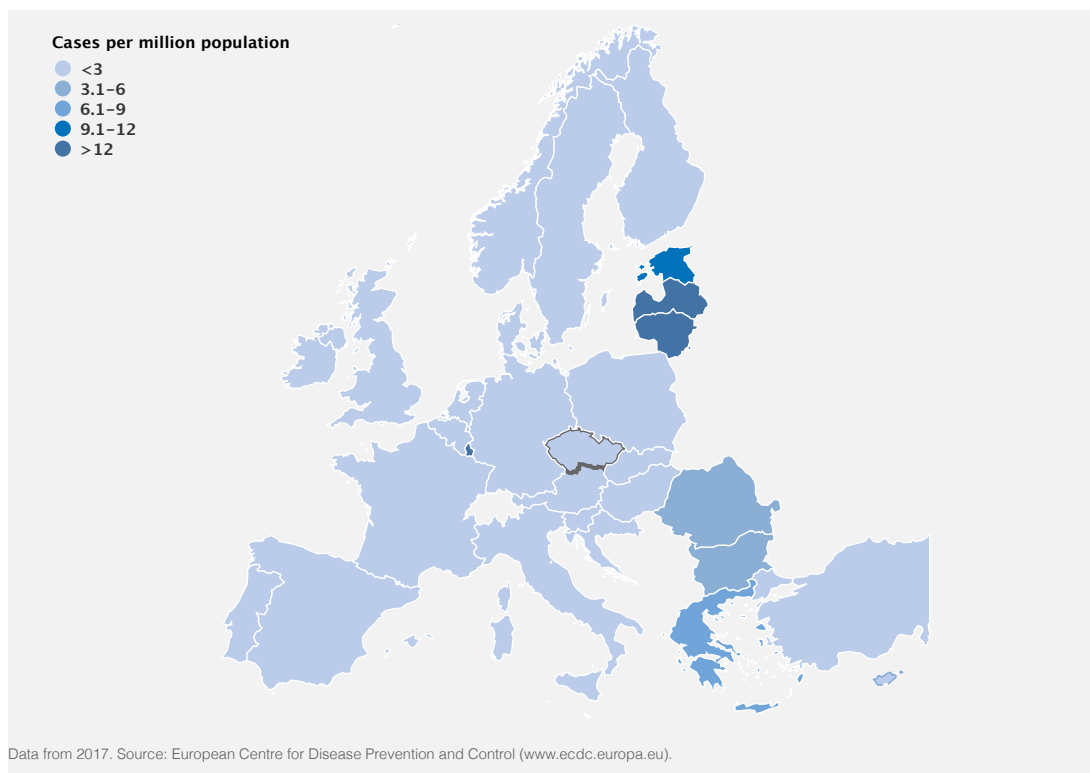 Cases per million population
<3
3.1–6
6.1–9
9.1–12
>12
Data from 2017. Source: European Centre for Disease Prevention and Control (www.ecdc.europa.eu).